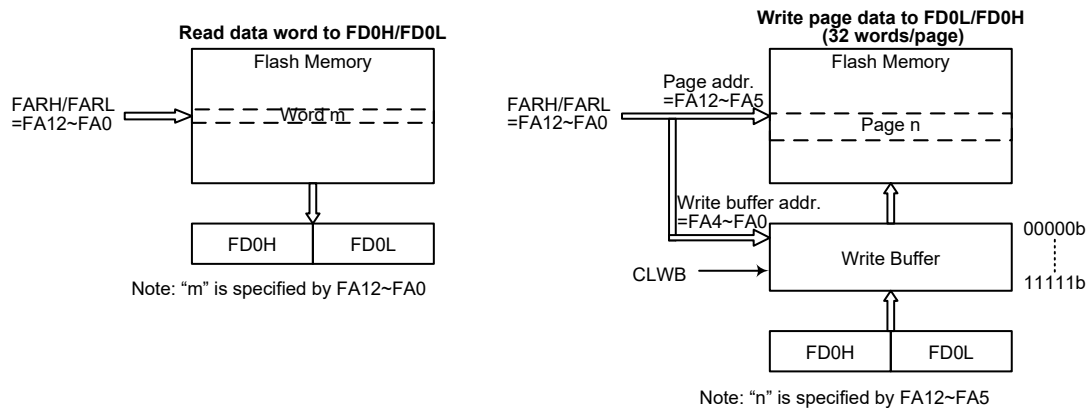 Read data word to FD0H/FD0L
Flash Memory
FARH/FARL
=FA12~FA0
Word m
FD0H
FD0L
Note: “m” is specified by FA12~FA0
Write page data to FD0L/FD0H
(32 words/page)
Flash Memory
Page addr.
=FA12~FA5
FARH/FARL
=FA12~FA0
Page n
Write buffer addr.
=FA4~FA0
Write Buffer
00000b
11111b
CLWB
FD0H
FD0L
Note: “n” is specified by FA12~FA5